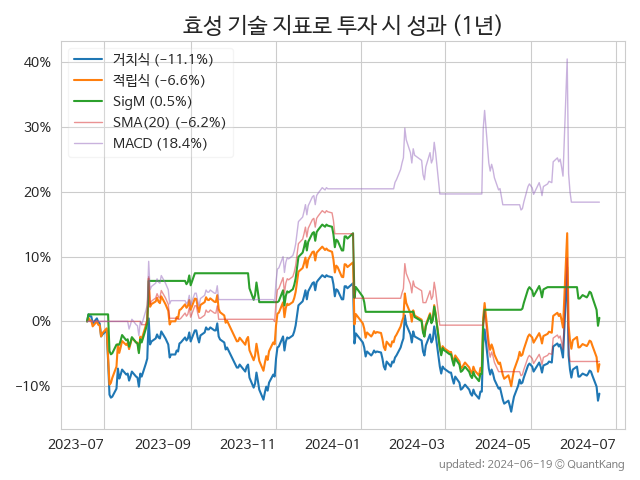 효성 기술 지표로 투자 시 성과 (1년)
거치식 (−11.1%)
적립식 (−6.6%)
SigM (0.5%)
SMA(20) (−6.2%)
MACD (18.4%)
40%
30%
20%
10%
0%
−10%
2023-07 2023-09 2023-11 2024-01 2024-03 2024-05 2024-07
updated: 2024-06-19 © QuantKang